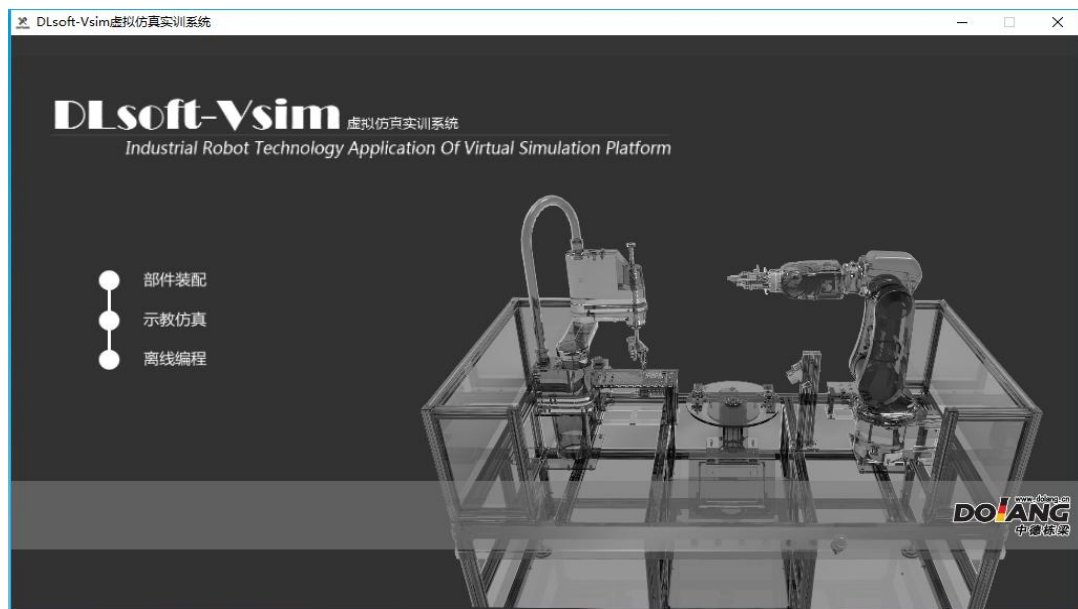 DLsoft-Vsim虚拟仿真实训系统
DLsoft-Vsim 虚拟仿真实训系统
Industrial Robot Technology Application Of Virtual Simulation Platform
部件装配
示教仿真
离线编程
www.dolang.cn
DOLANG
中德栋梁